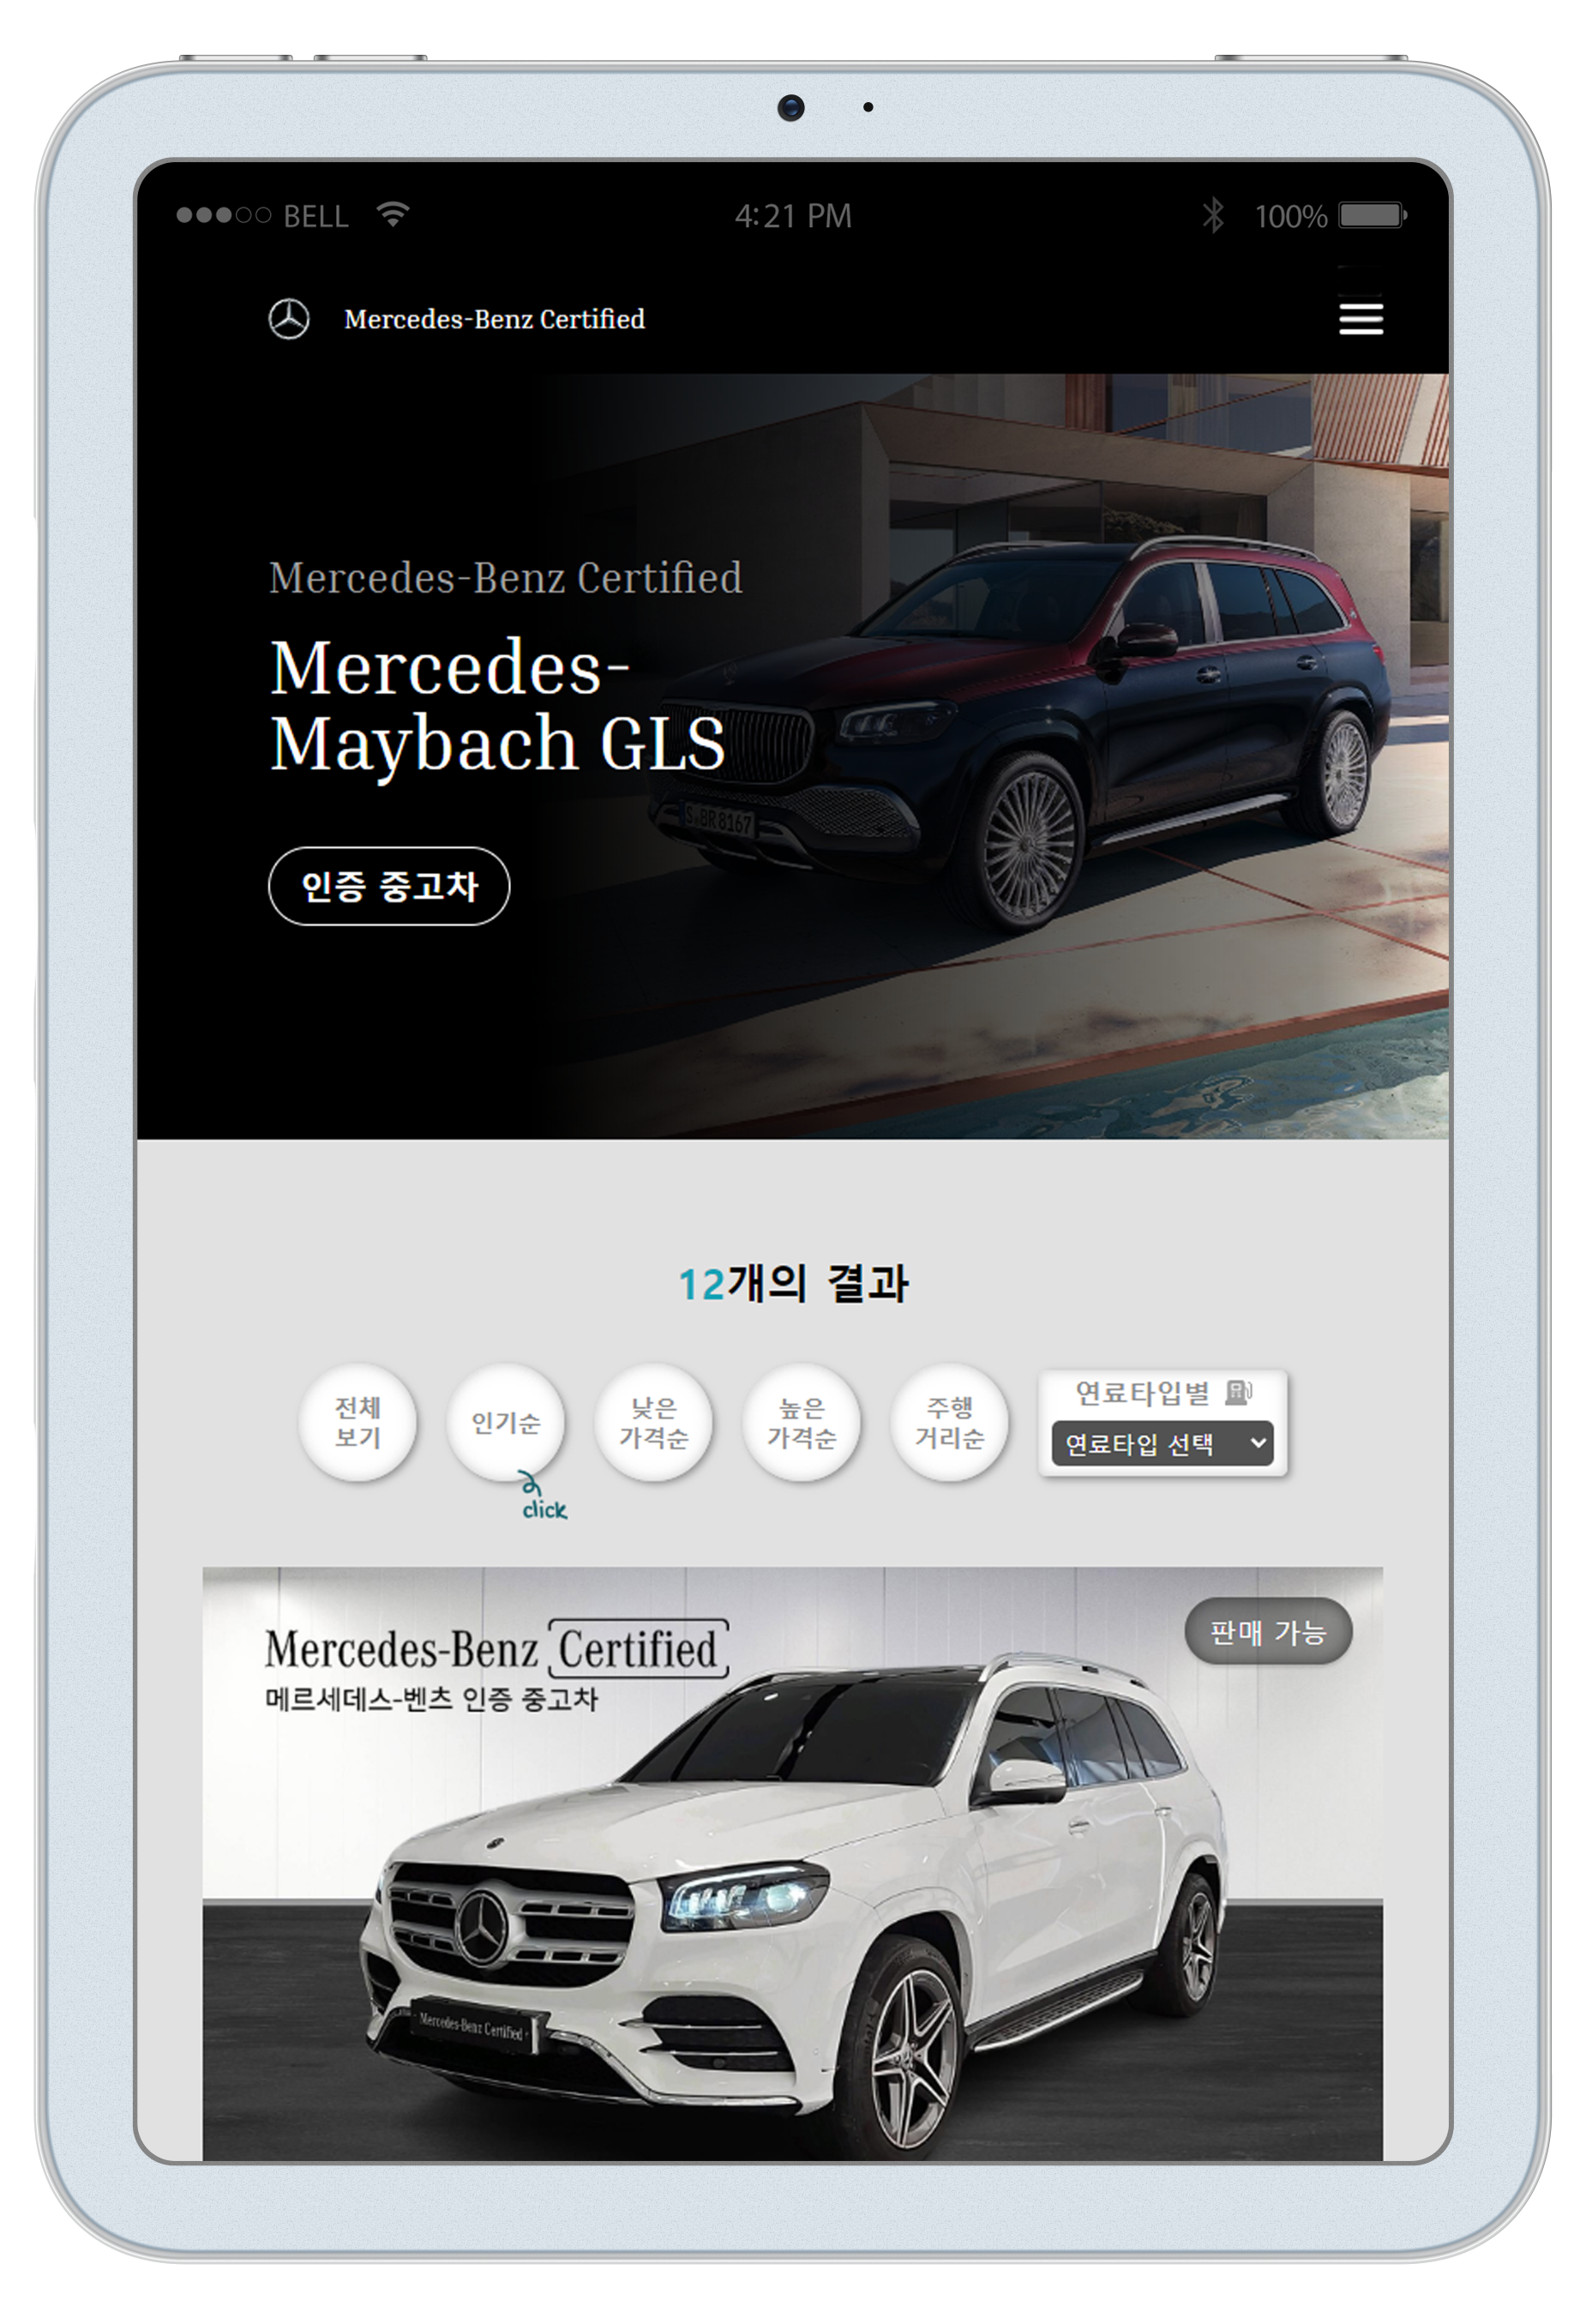 BELL 4:21 PM 100%
Mercedes-Benz Certified
Mercedes-Benz Certified
Mercedes-
Maybach GLS
S·BR 8167
인증 중고차
12개의 결과
전체
보기
인기순
낮은
가격순
높은
가격순
주행
거리순
연료타입별
연료타입 선택
click
Mercedes-Benz Certified
판매 가능
메르세데스-벤츠 인증 중고차
Mercedes-Benz Certified